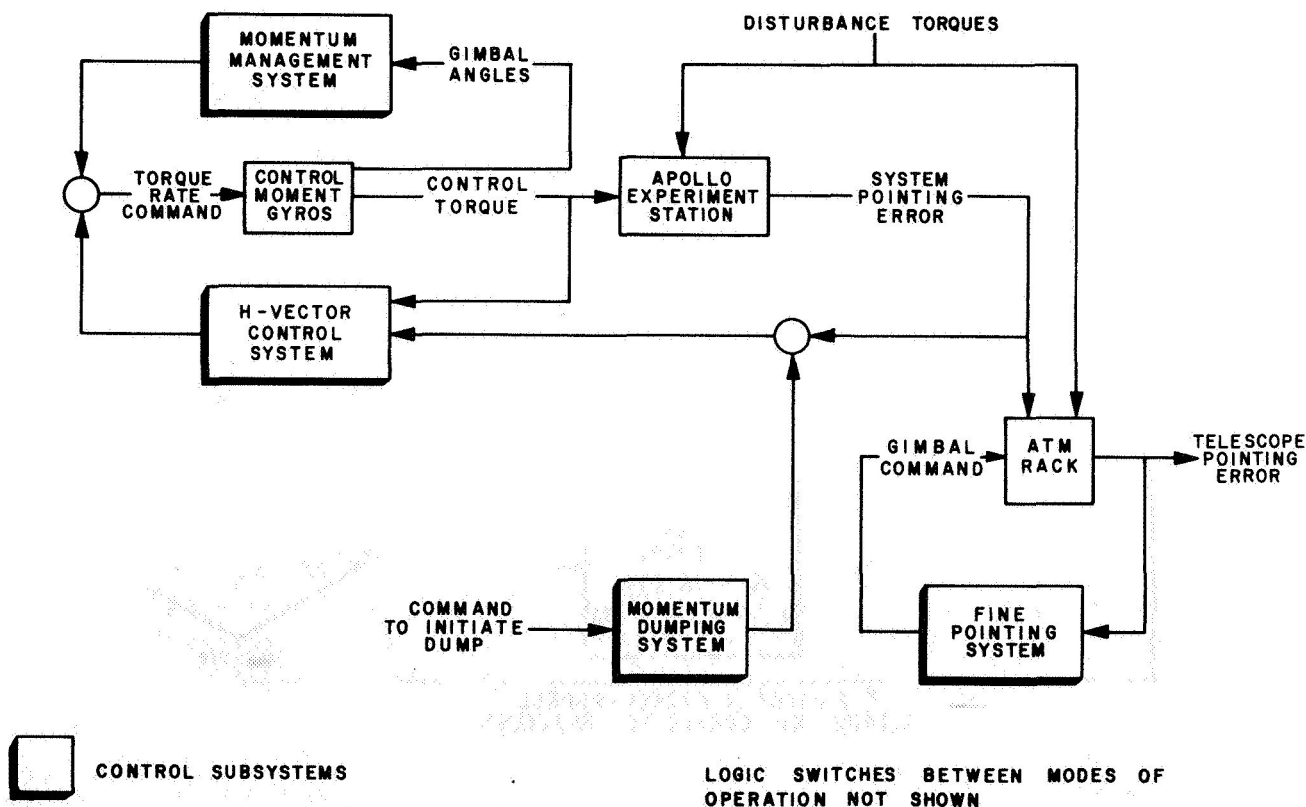 DISTURBANCE TORQUES
MOMENTUM
MANAGEMENT
SYSTEM
GIMBAL
ANGLES
TORQUE
RATE
COMMAND
CONTROL
MOMENT
GYROS
CONTROL
TORQUE
APOLLO
EXPERIMENT
STATION
SYSTEM
POINTING
ERROR
H-VECTOR
CONTROL
SYSTEM
GIMBAL
COMMAND
ATM
RACK
TELESCOPE
POINTING
ERROR
COMMAND
TO INITIATE
DUMP
MOMENTUM
DUMPING
SYSTEM
FINE
POINTING
SYSTEM
CONTROL SUBSYSTEMS
LOGIC SWITCHES BETWEEN MODES OF
OPERATION NOT SHOWN